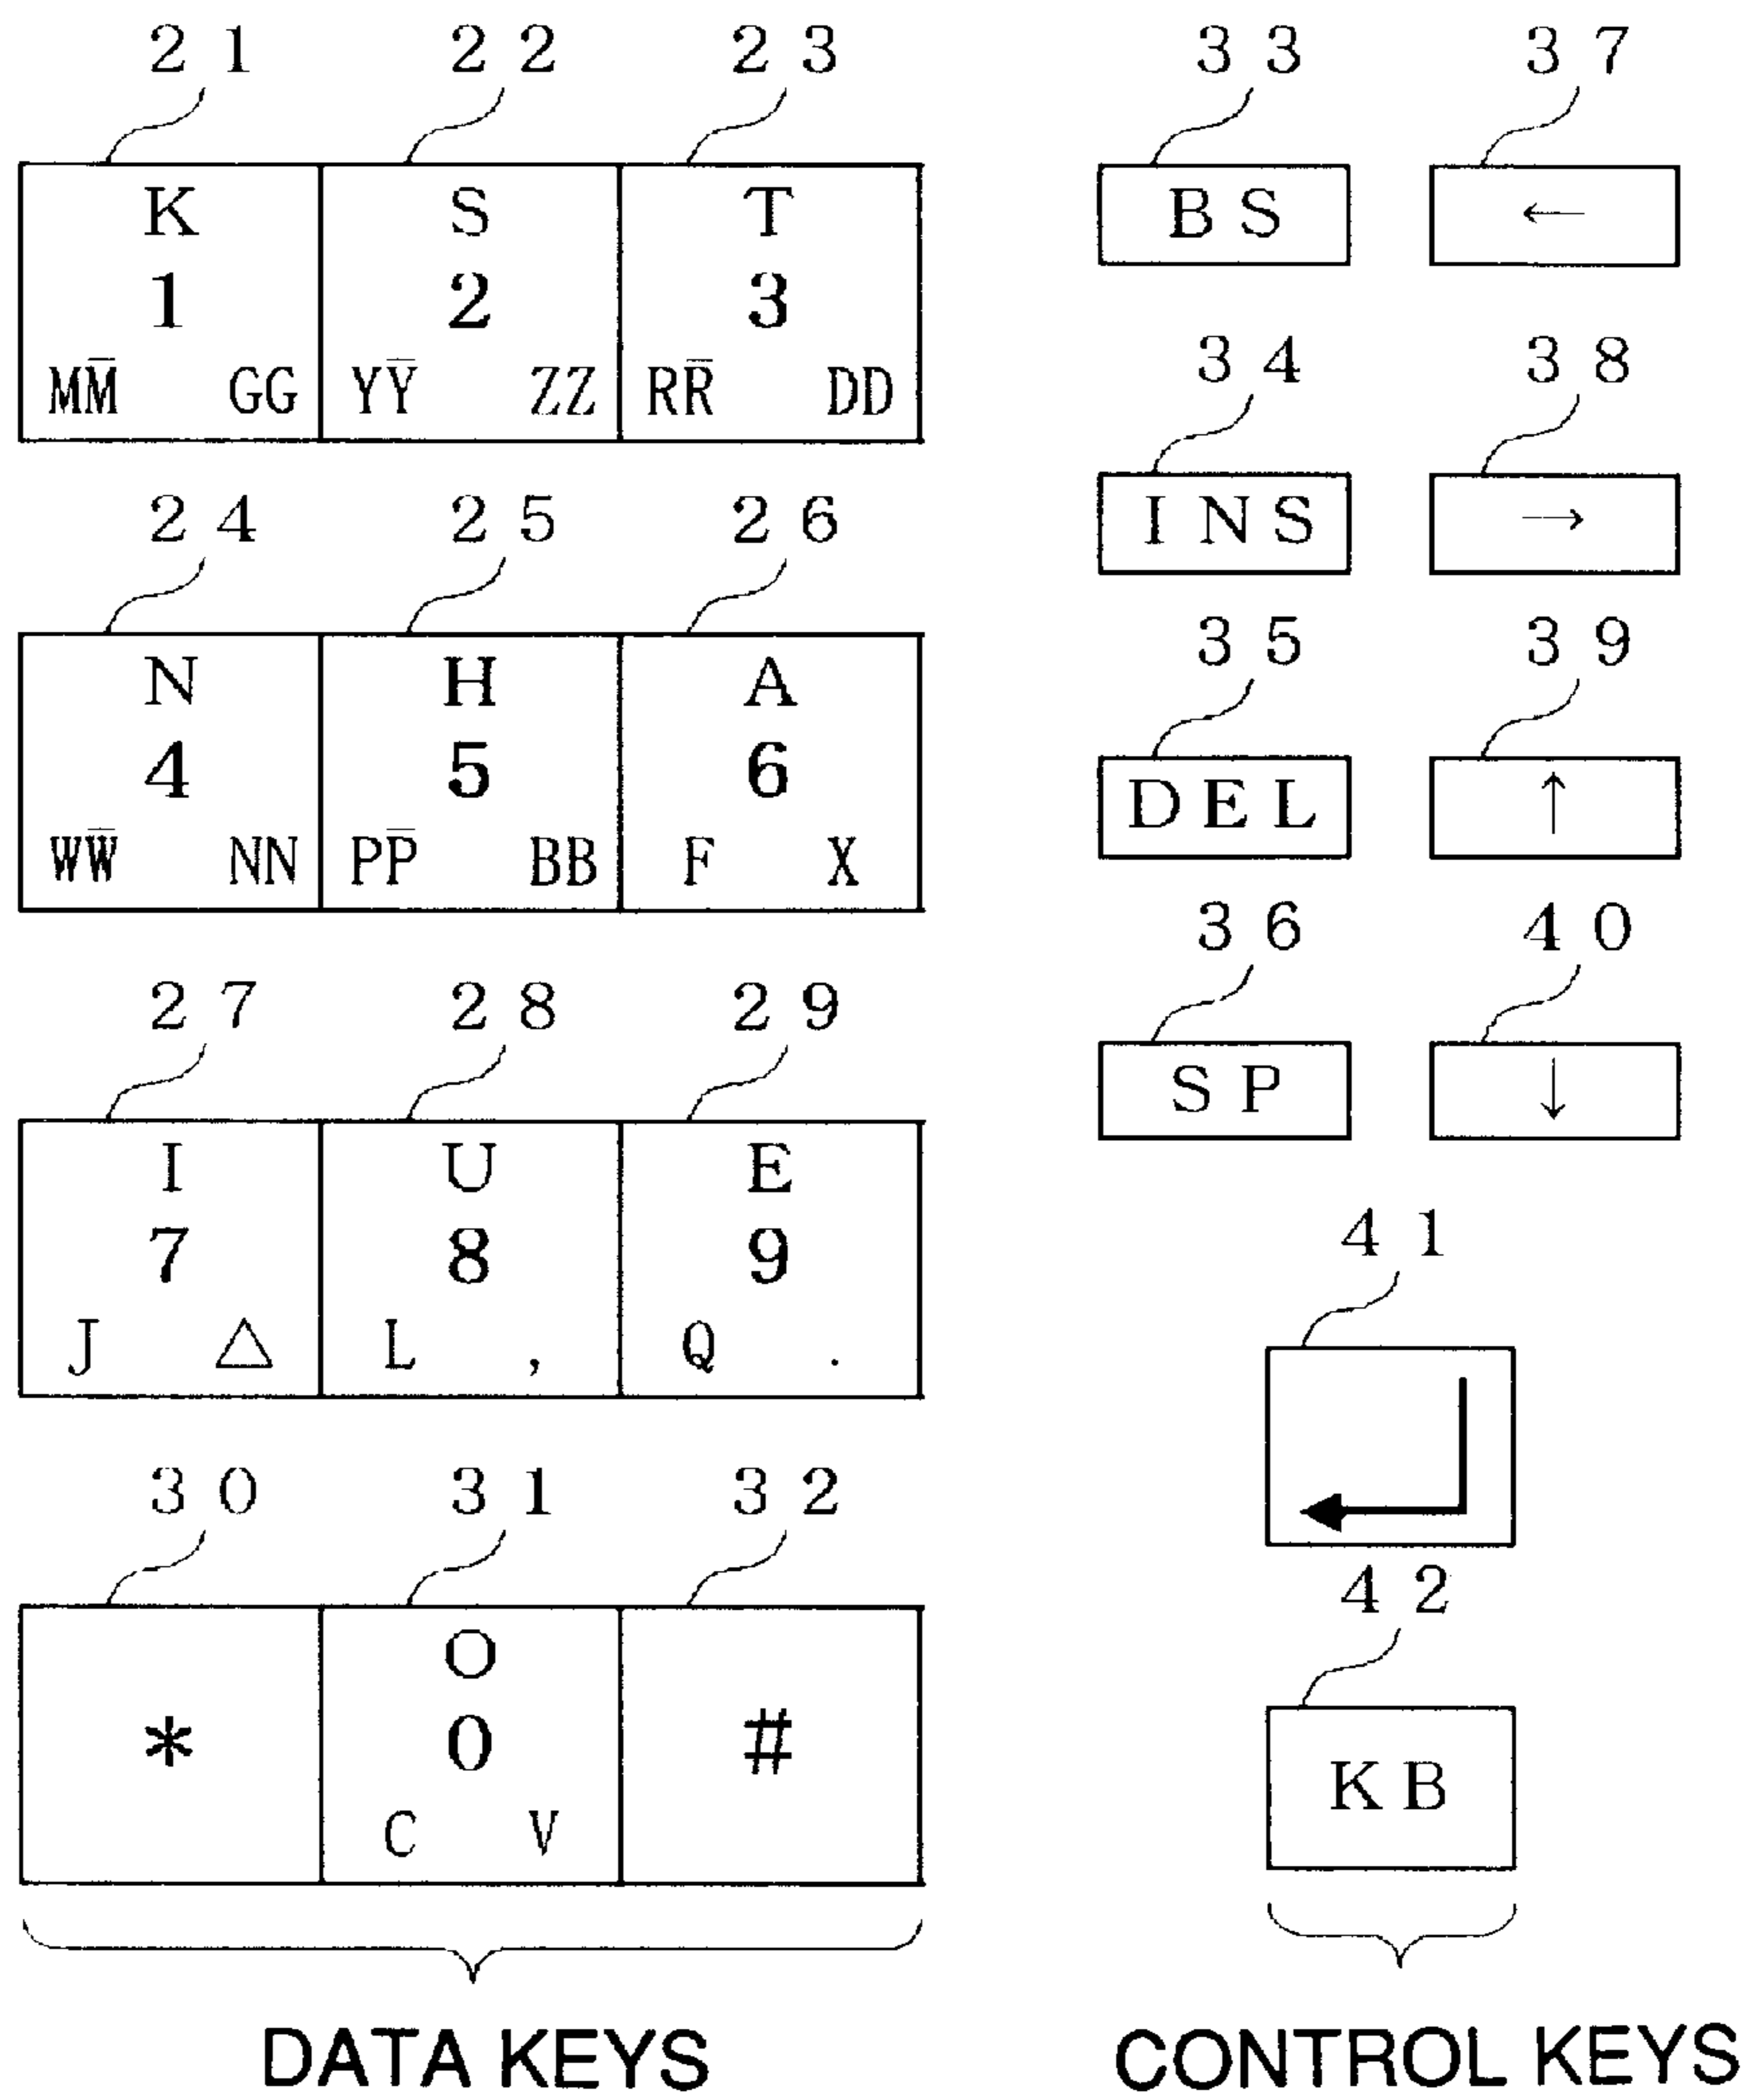 21 22 23 33 37
K S T BS ←
1 2 3
MM̅ GG YY̅ ZZ RR̅ DD
34 38
24 25 26 INS →
N H A 35 39
4 5 6 DEL ↑
WW̅ NN PP̅ BB F X
36 40
27 28 29 SP ↓
I U E
7 8 9 41
J △ L , Q .
30 31 32
O 42
* 0 # KB
C V
DATA KEYS CONTROL KEYS